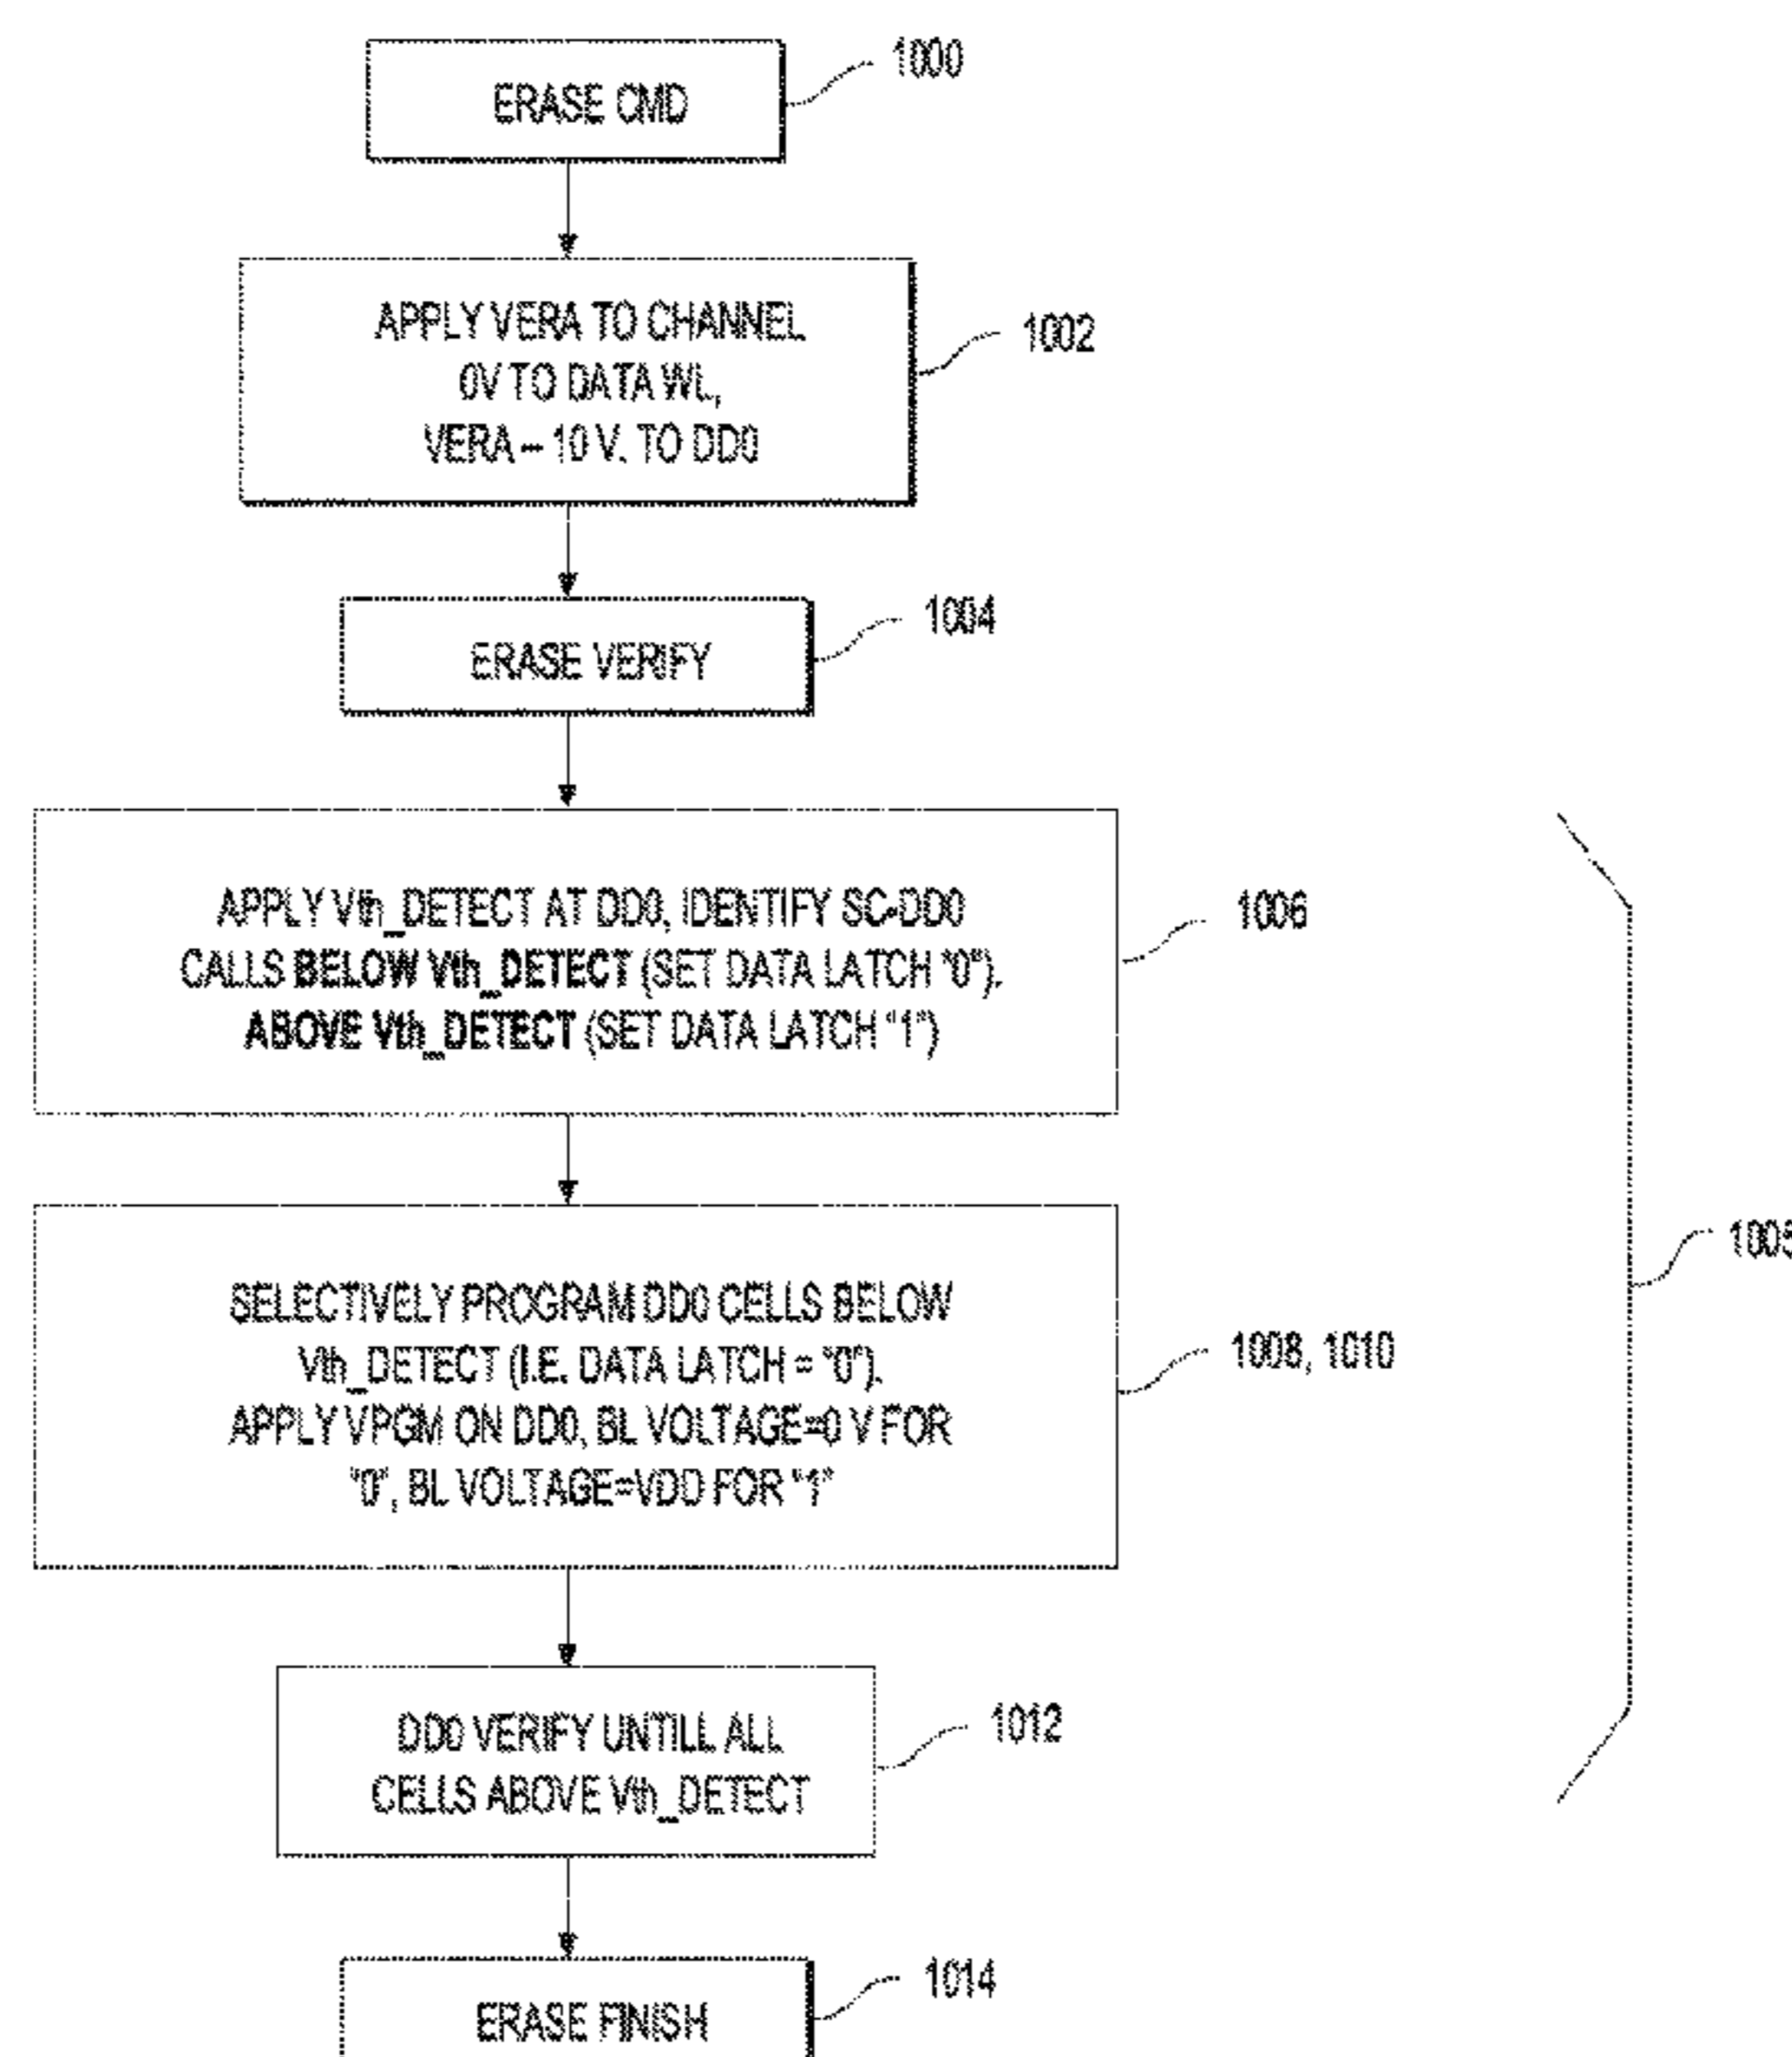 1000
ERASE CMD
APPLY VERA TO CHANNEL
0V TO DATA WL,
VERA – 10 V. TO DD0
1002
ERASE VERIFY
1004
APPLY Vth_DETECT AT DD0, IDENTIFY SC-DD0
CALLS BELOW Vth_DETECT (SET DATA LATCH "0").
ABOVE Vth_DETECT (SET DATA LATCH "1")
1006
SELECTIVELY PROGRAM DD0 CELLS BELOW
Vth_DETECT (I.E. DATA LATCH = "0").
APPLY VPGM ON DD0, BL VOLTAGE=0 V FOR
"0", BL VOLTAGE=VDD FOR "1"
1008, 1010
1005
DD0 VERIFY UNTILL ALL
CELLS ABOVE Vth_DETECT
1012
ERASE FINISH
1014